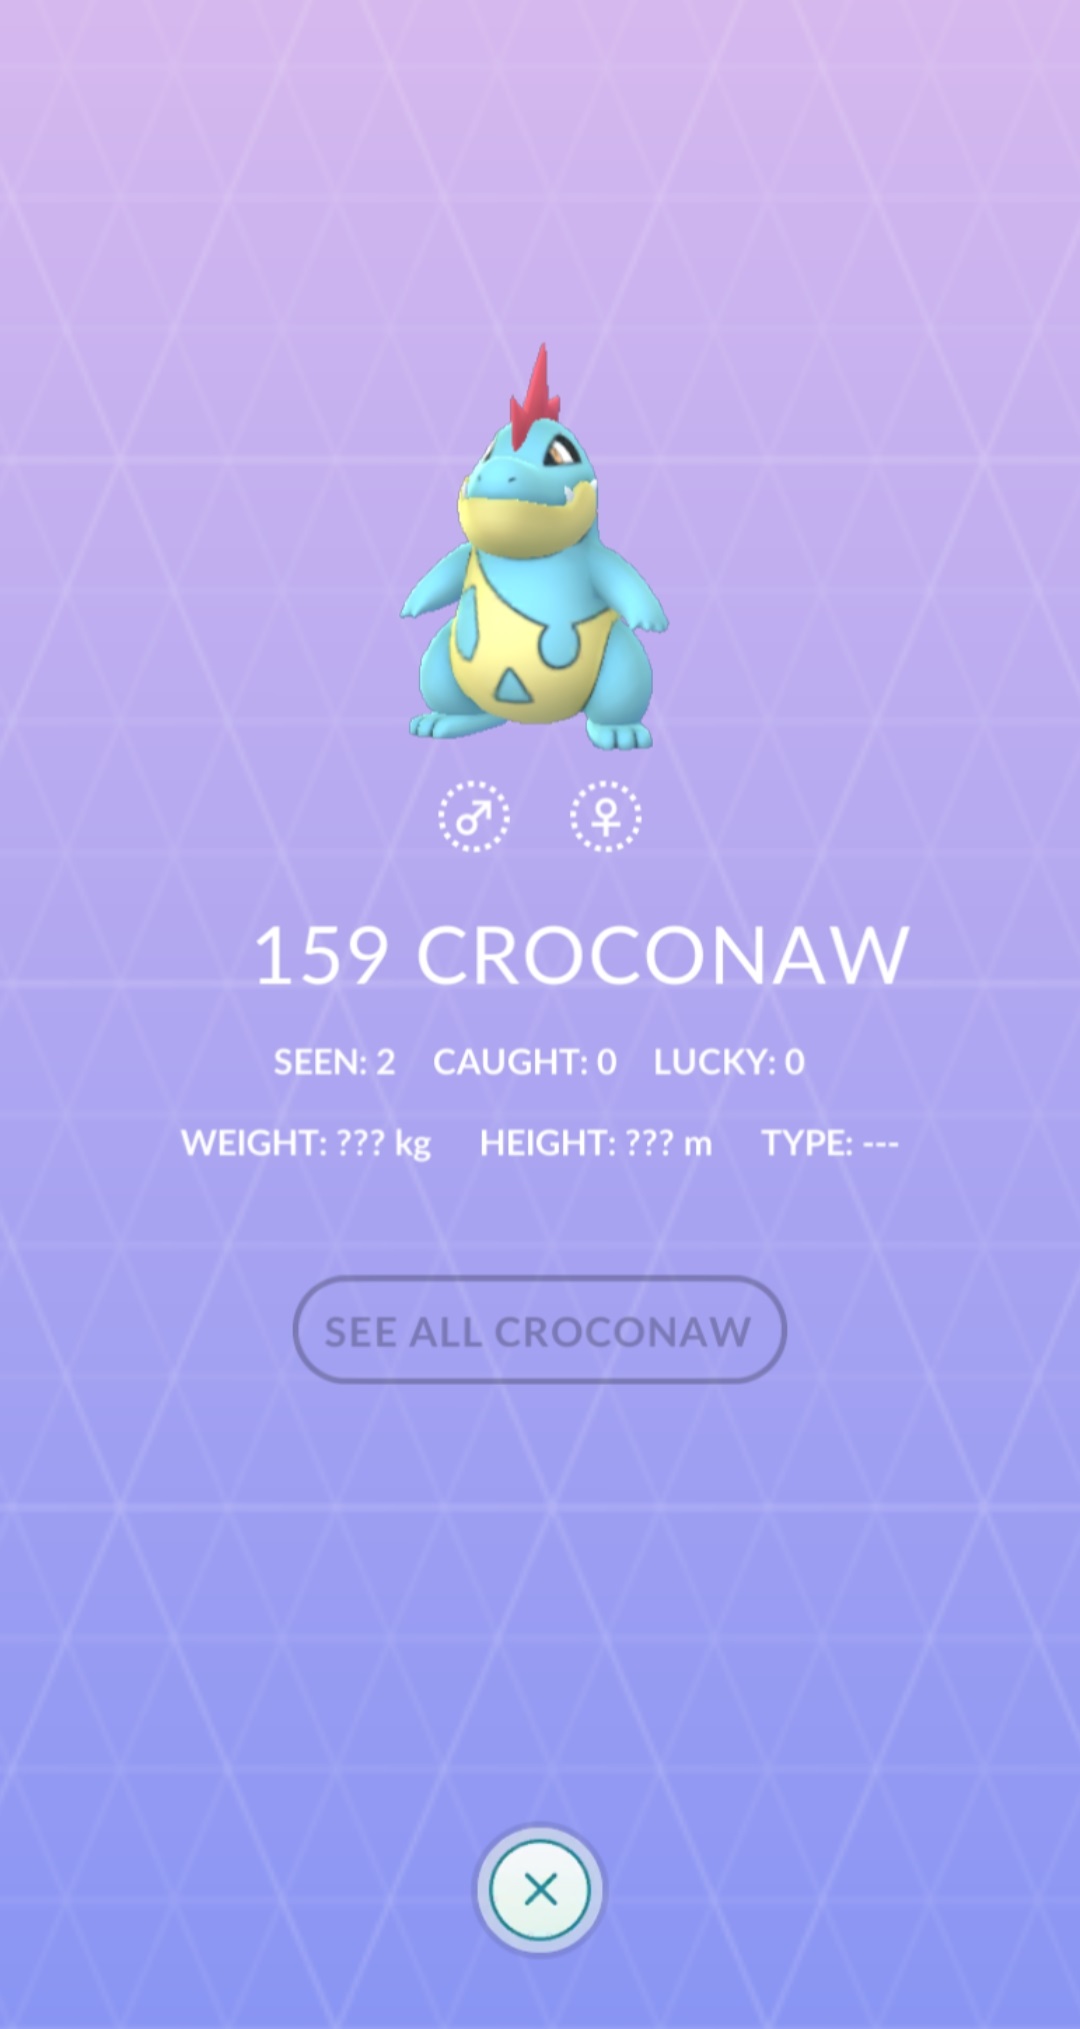 159 CROCONAW
SEEN: 2 CAUGHT: 0 LUCKY: 0
WEIGHT: ??? kg HEIGHT: ??? m TYPE: ---
SEE ALL CROCONAW